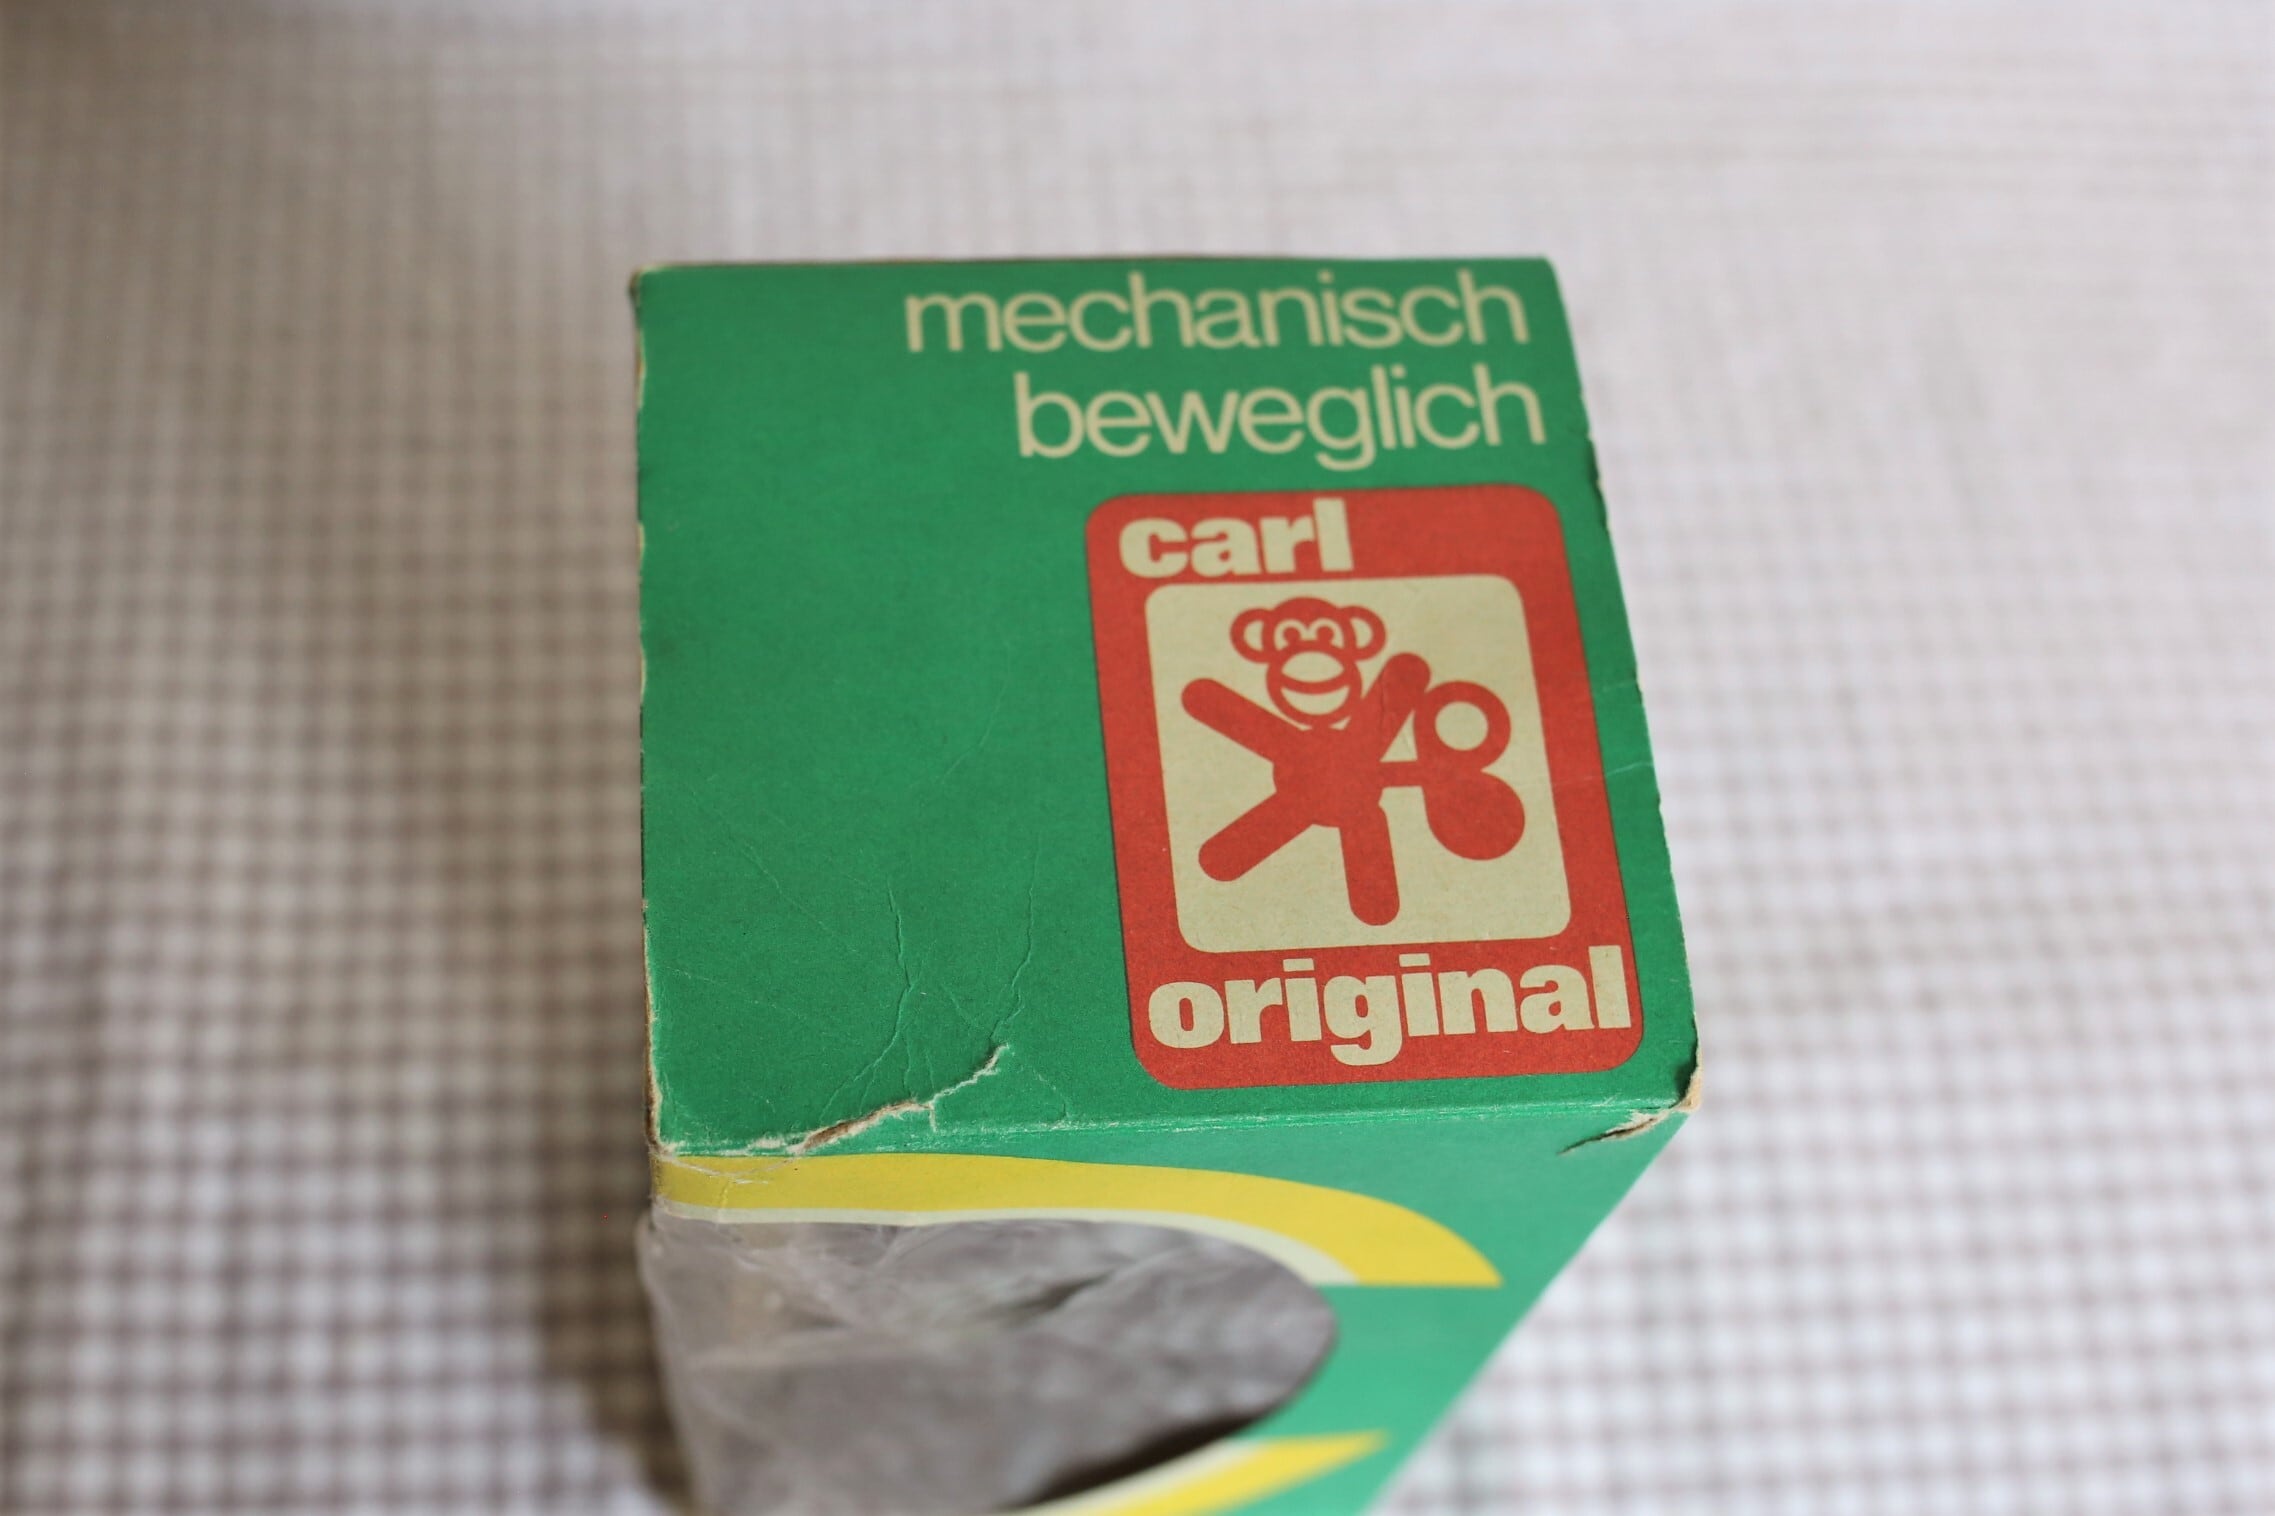 mechanisch
beweglich
carl
original